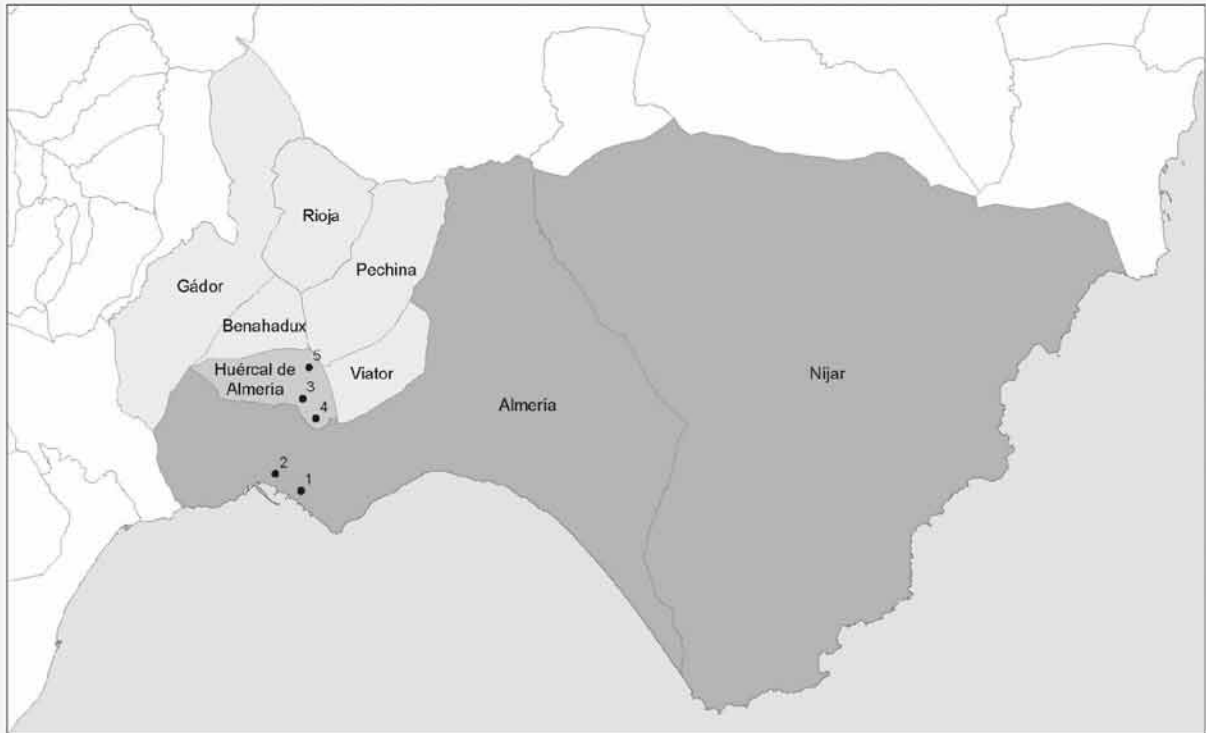 Rioja
Pechina
Gádor
Benahadux
5
Huércal de
Almería
Viator
Níjar
3
Almería
4
2
1